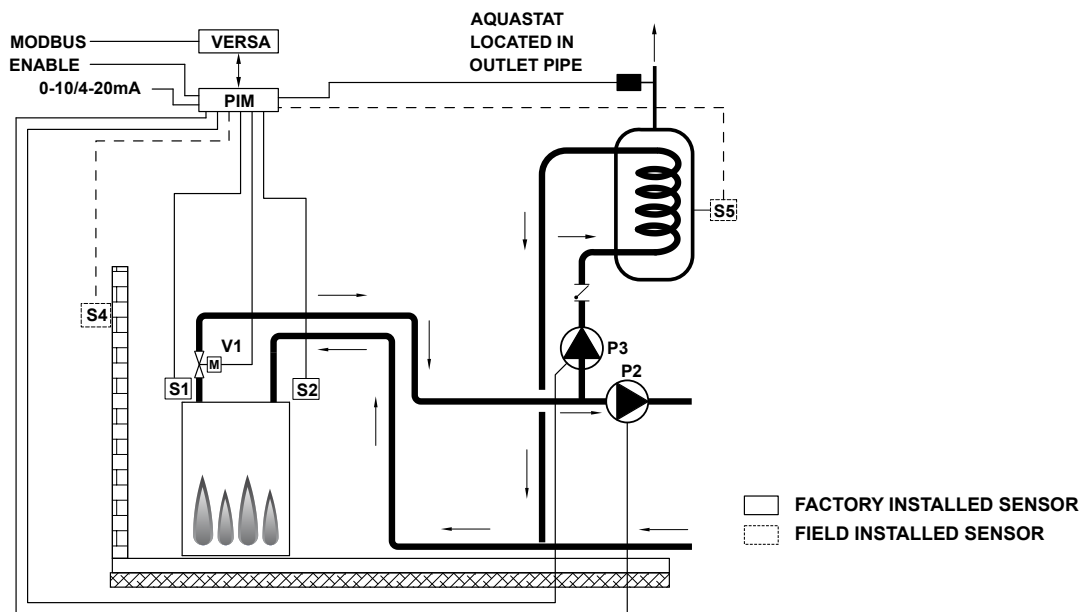 AQUASTAT
LOCATED IN
OUTLET PIPE
MODBUS
VERSA
ENABLE
0-10/4-20mA
PIM
S5
S4
V1
M
S1
S2
P3
P2
FACTORY INSTALLED SENSOR
FIELD INSTALLED SENSOR